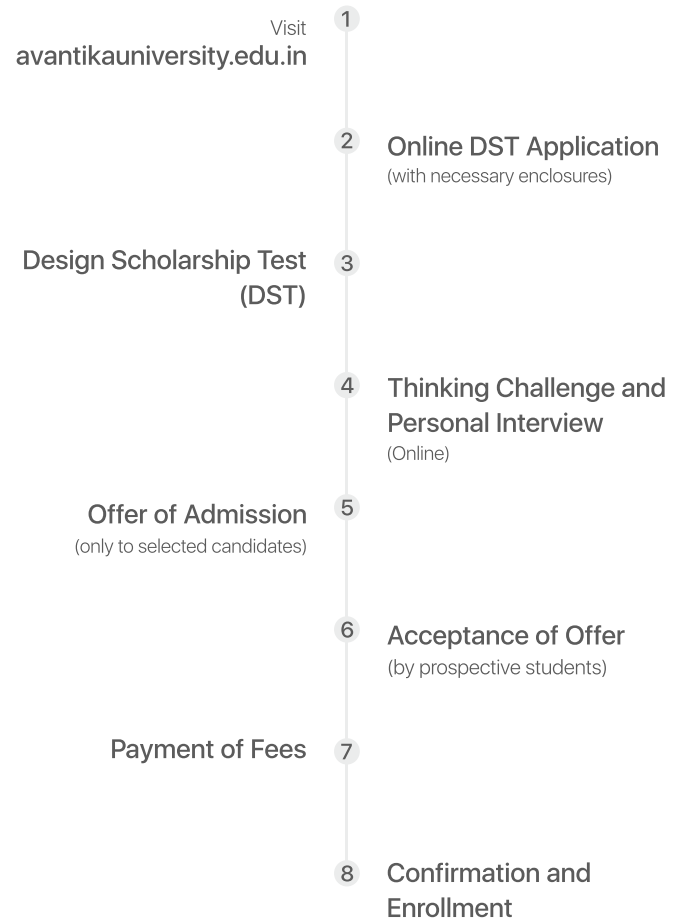 Visit
avantikauniversity.edu.in
1
2
Online DST Application
(with necessary enclosures)
Design Scholarship Test
(DST)
3
4
Thinking Challenge and
Personal Interview
(Online)
Offer of Admission
(only to selected candidates)
5
6
Acceptance of Offer
(by prospective students)
Payment of Fees
7
8
Confirmation and
Enrollment